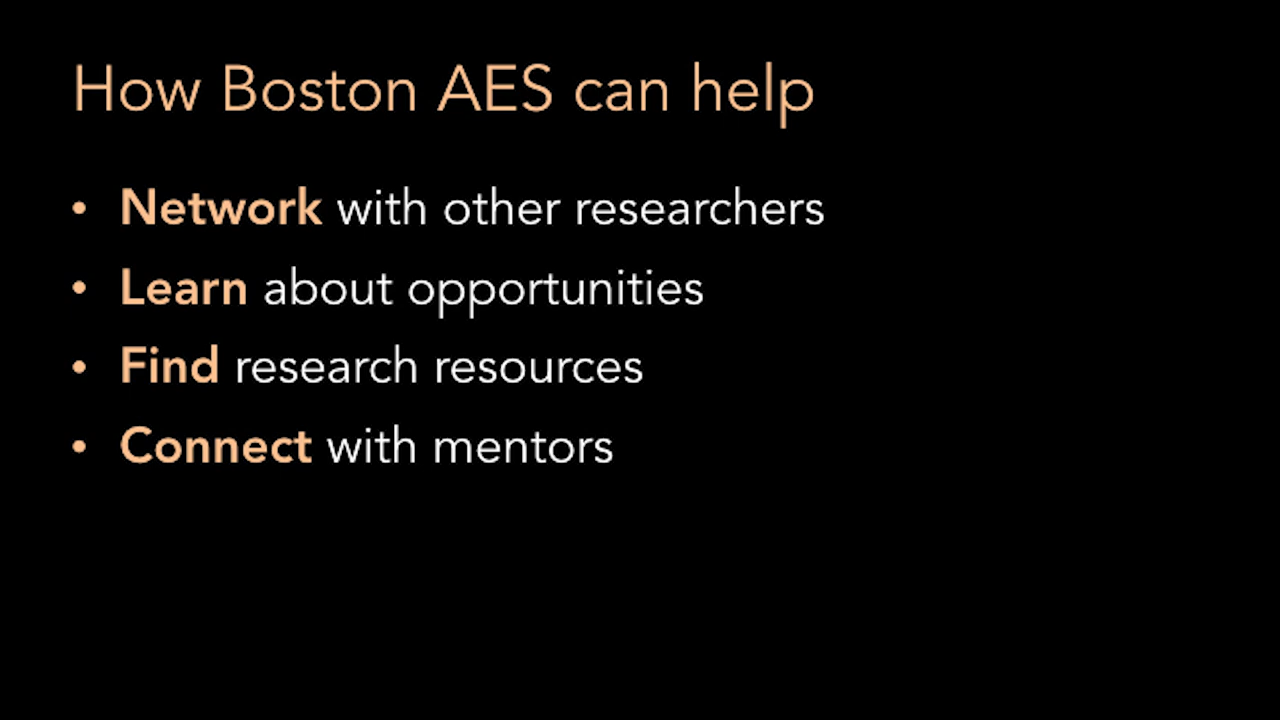 How Boston AES can help
• Network with other researchers
• Learn about opportunities
• Find research resources
• Connect with mentors